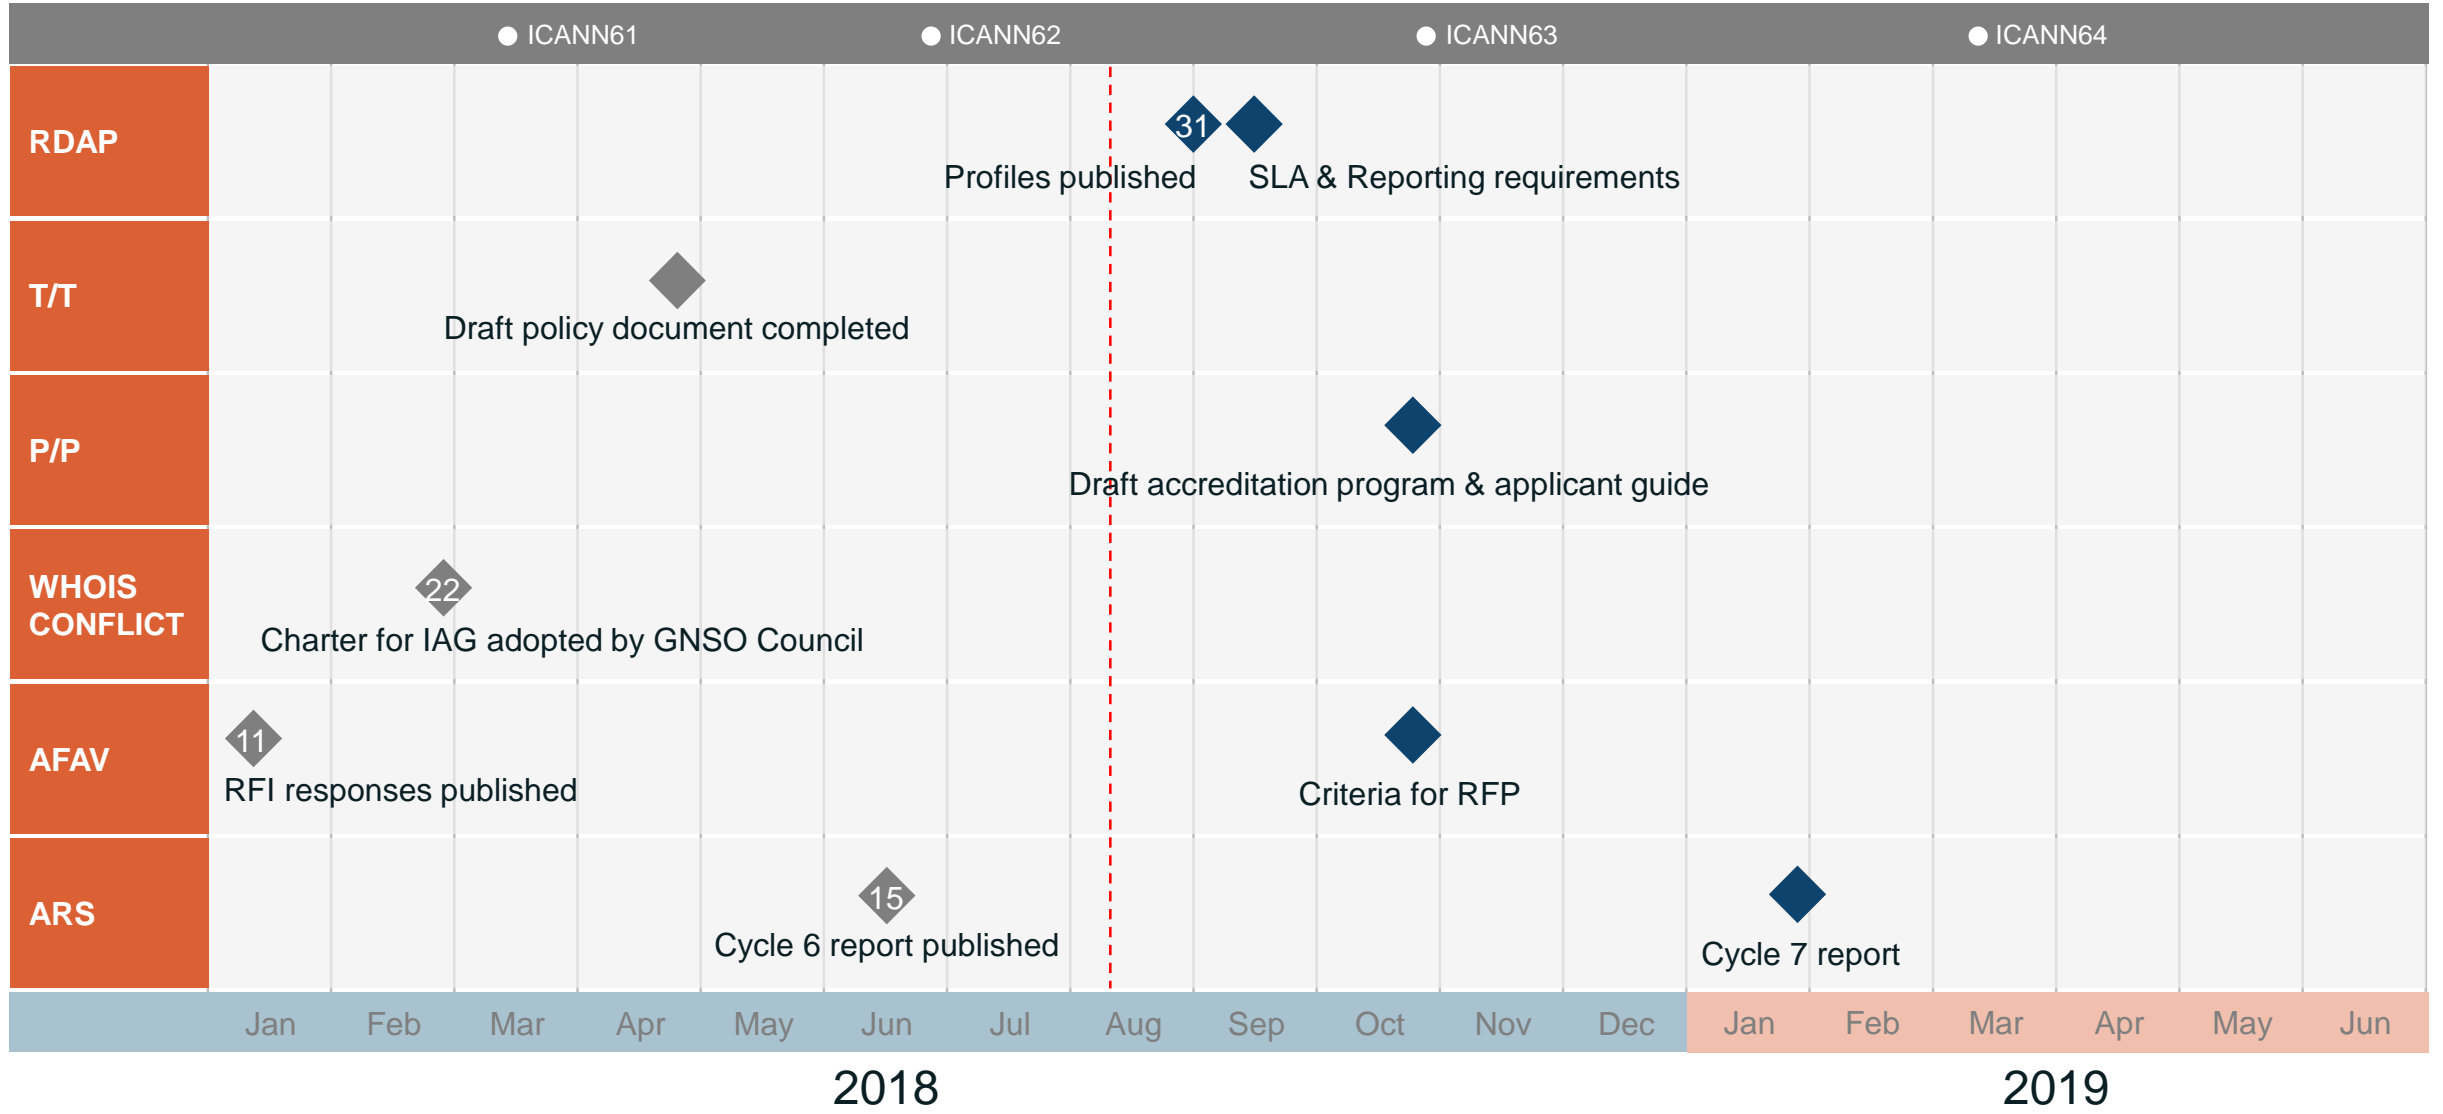 ICANN61
ICANN62
ICANN63
ICANN64
RDAP
31
Profiles published
SLA & Reporting requirements
T/T
Draft policy document completed
P/P
Draft accreditation program & applicant guide
WHOIS
CONFLICT
22
Charter for IAG adopted by GNSO Council
AFAV
11
RFI responses published
Criteria for RFP
ARS
15
Cycle 6 report published
Cycle 7 report
Jan Feb Mar Apr May Jun Jul Aug Sep Oct Nov Dec Jan Feb Mar Apr May Jun
2018
2019